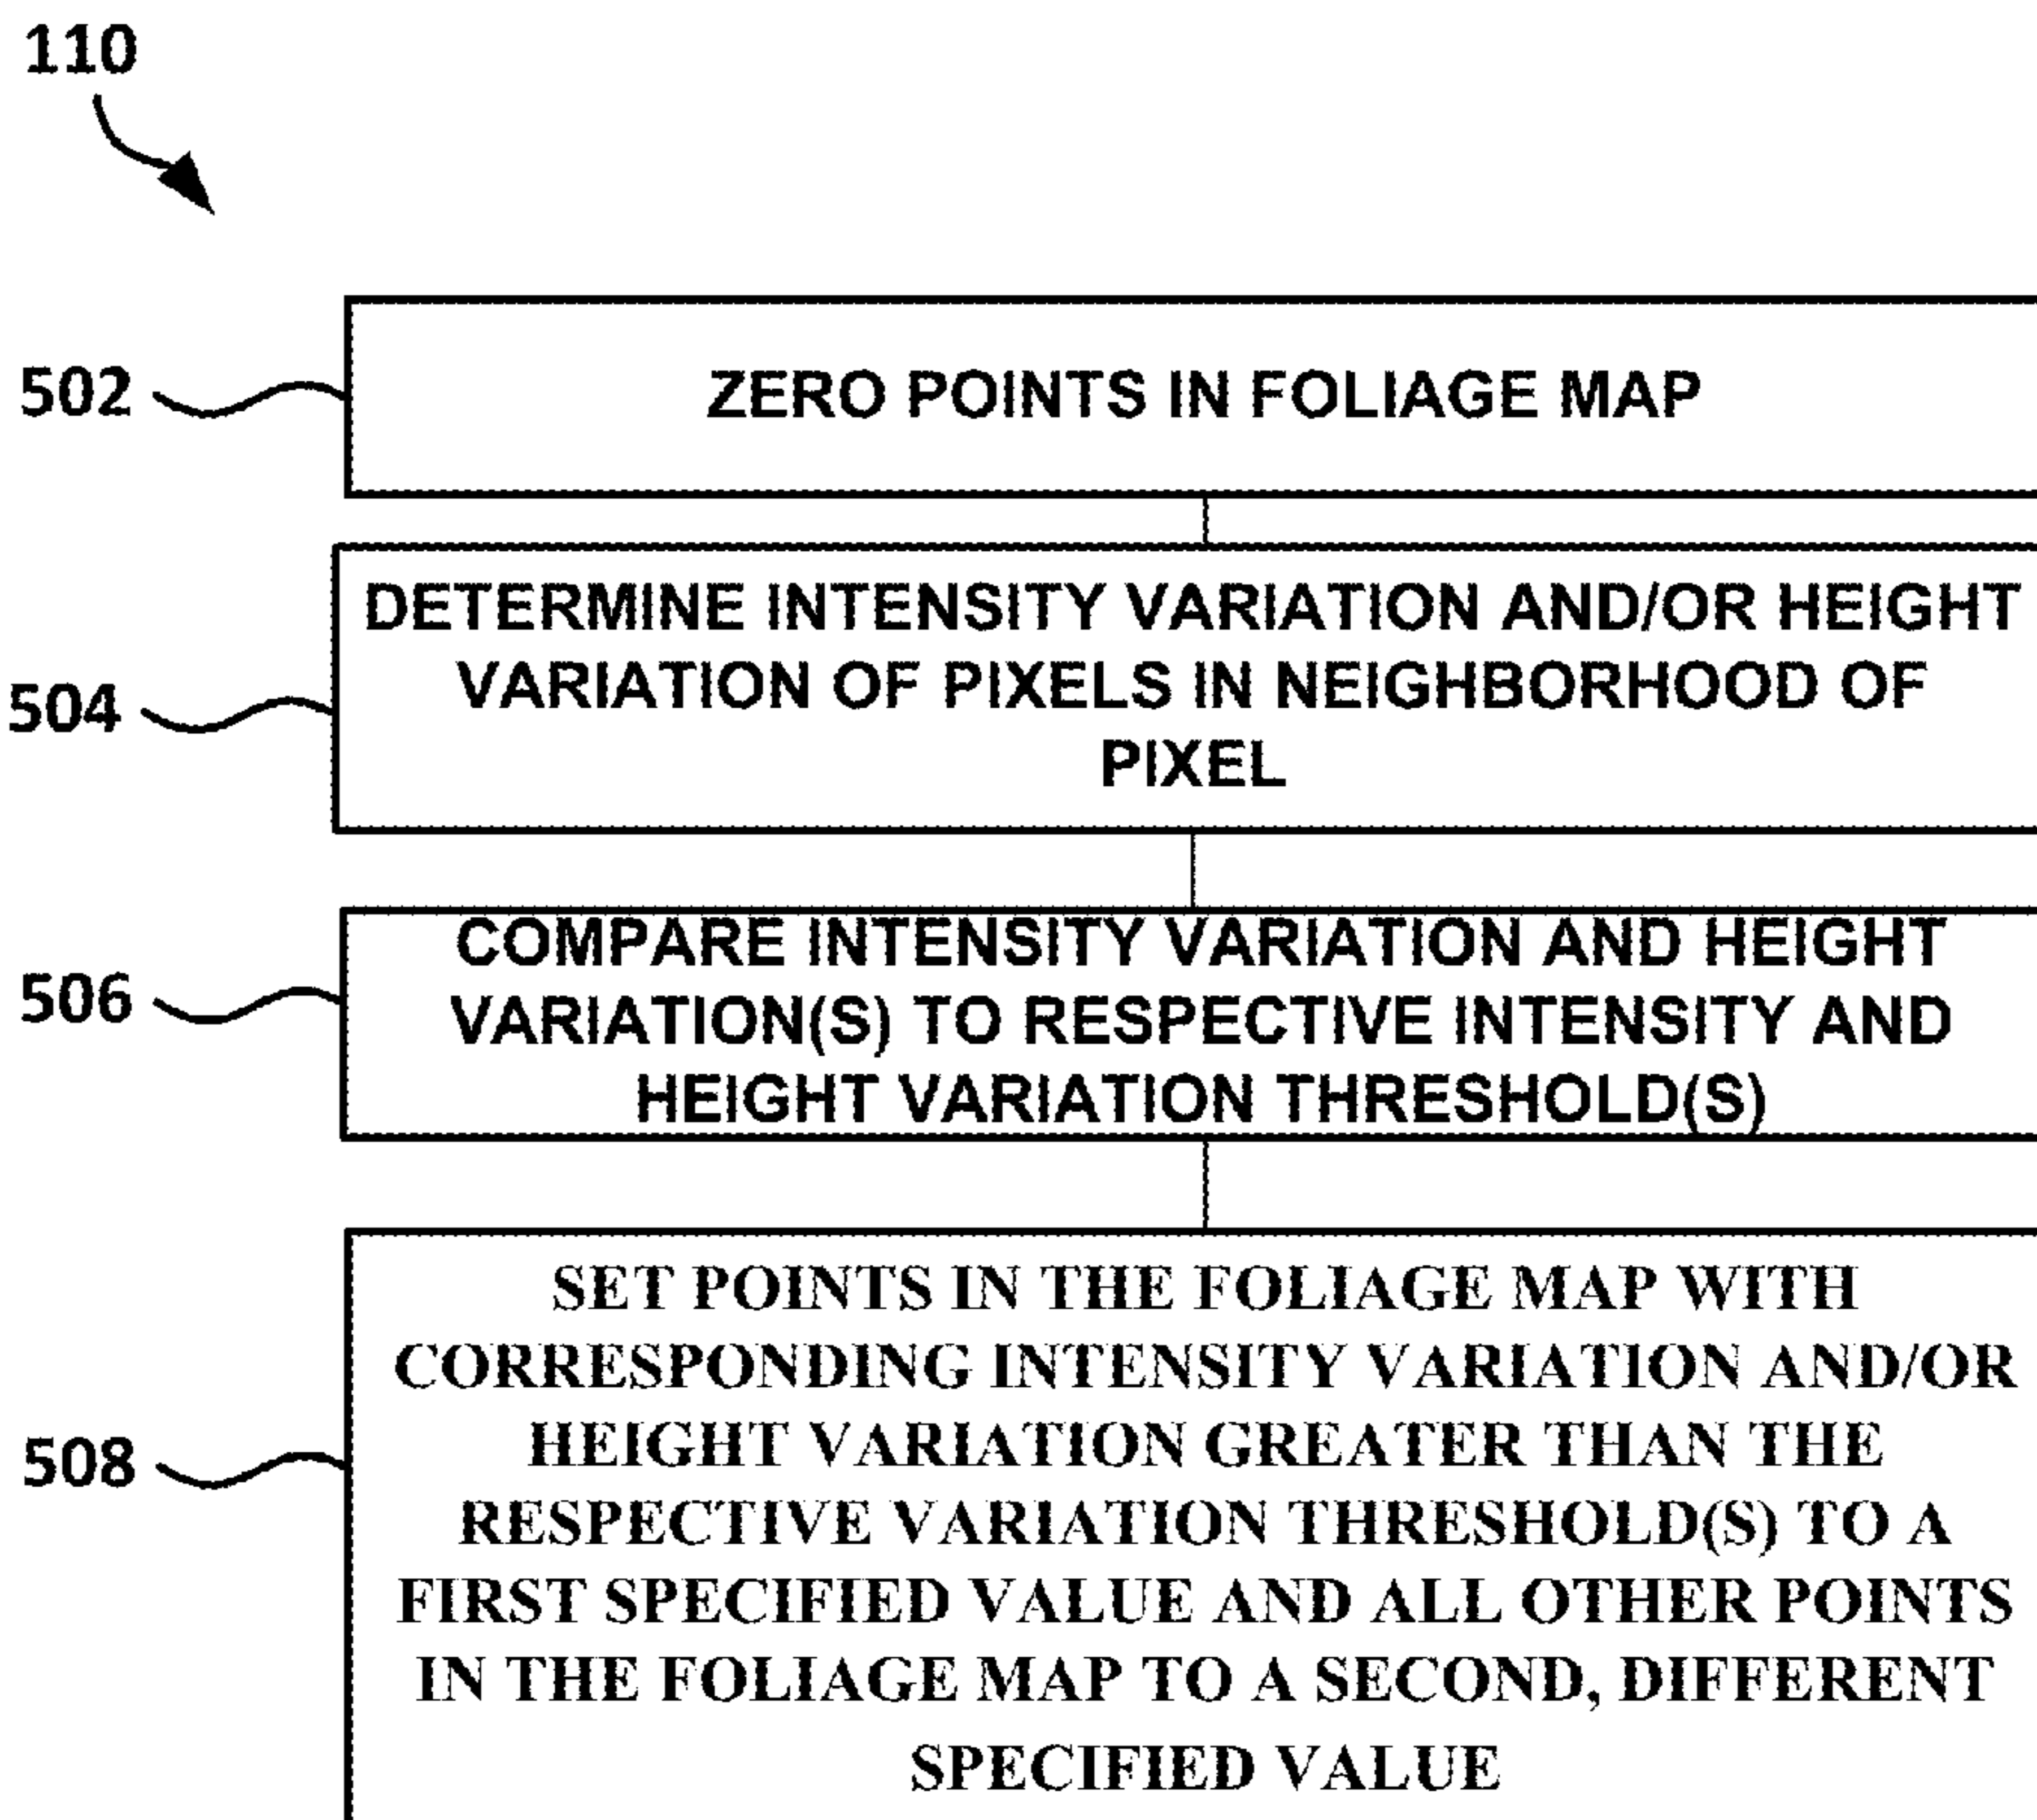 110
502
ZERO POINTS IN FOLIAGE MAP
504
DETERMINE INTENSITY VARIATION AND/OR HEIGHT
VARIATION OF PIXELS IN NEIGHBORHOOD OF
PIXEL
506
COMPARE INTENSITY VARIATION AND HEIGHT
VARIATION(S) TO RESPECTIVE INTENSITY AND
HEIGHT VARIATION THRESHOLD(S)
508
SET POINTS IN THE FOLIAGE MAP WITH
CORRESPONDING INTENSITY VARIATION AND/OR
HEIGHT VARIATION GREATER THAN THE
RESPECTIVE VARIATION THRESHOLD(S) TO A
FIRST SPECIFIED VALUE AND ALL OTHER POINTS
IN THE FOLIAGE MAP TO A SECOND, DIFFERENT
SPECIFIED VALUE